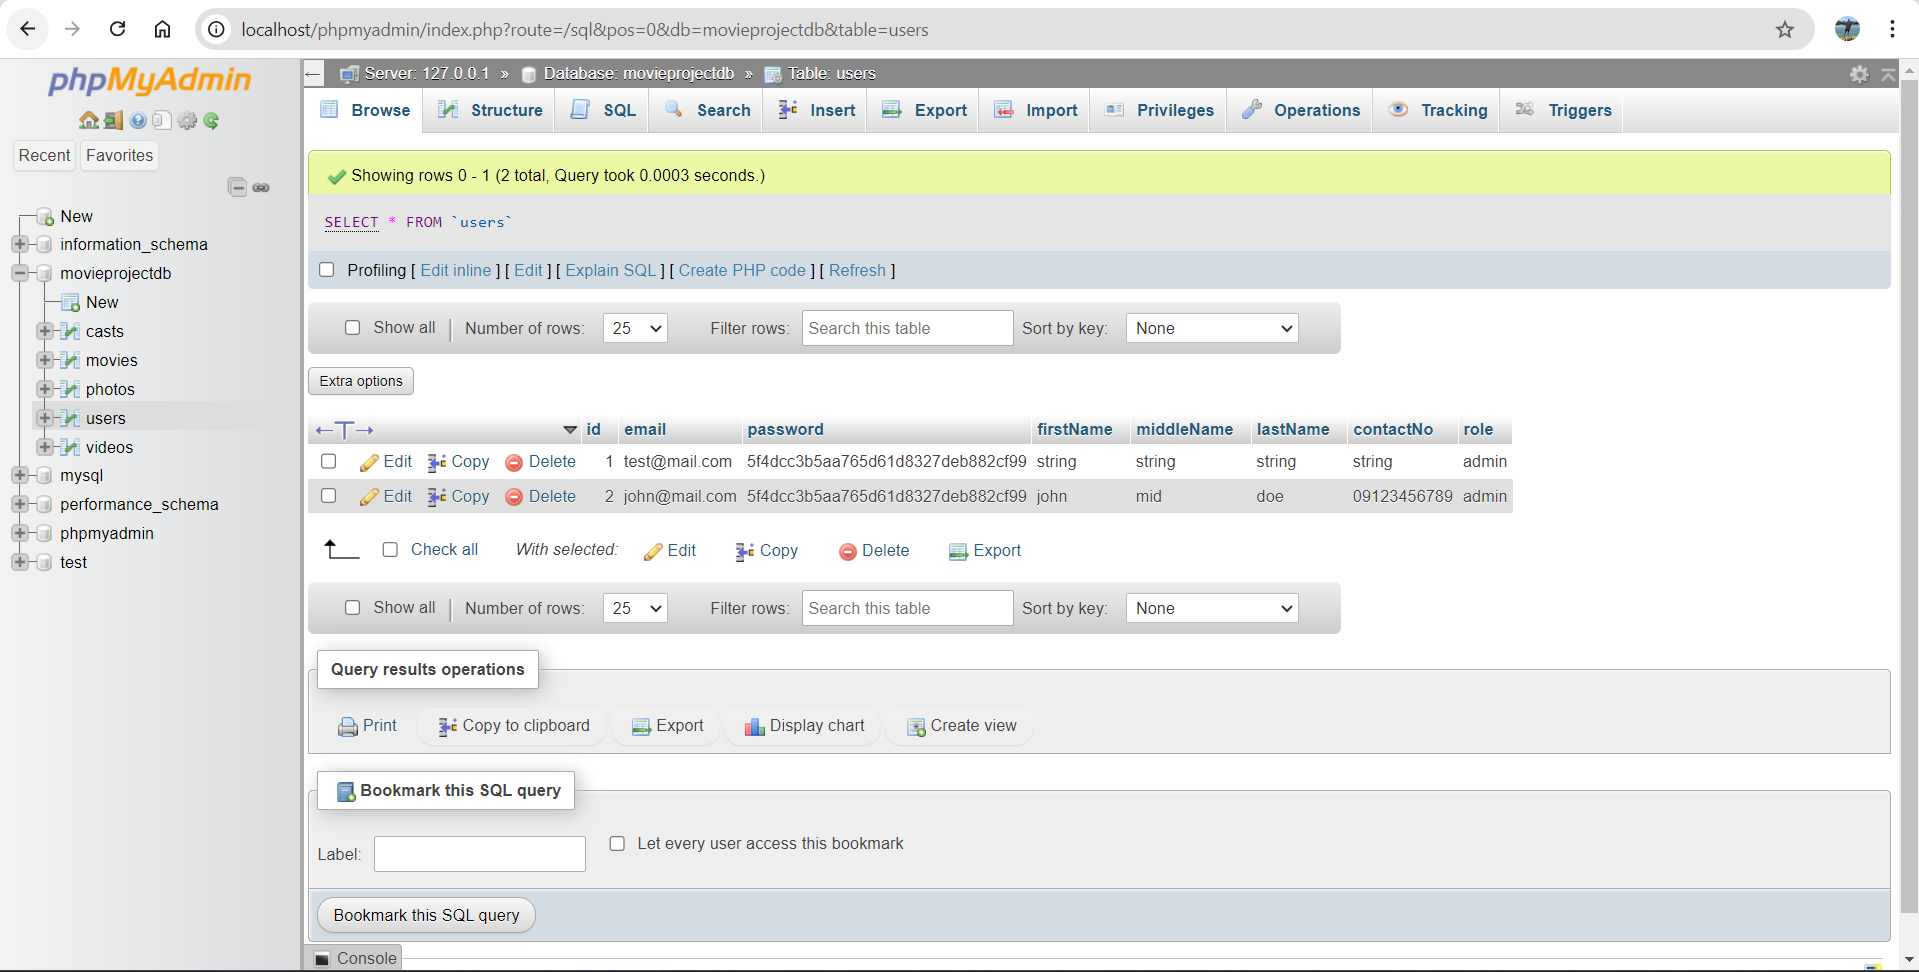 localhost/phpmyadmin/index.php?route=/sql&pos=0&db=movieprojectdb&table=users
phpMyAdmin
Recent Favorites
New
information_schema
movieprojectdb
New
casts
movies
photos
users
videos
mysql
performance_schema
phpmyadmin
test
Server: 127.0.0.1 » Database: movieprojectdb » Table: users
Browse Structure SQL Search Insert Export Import Privileges Operations Tracking Triggers
Showing rows 0 - 1 (2 total, Query took 0.0003 seconds.)
SELECT * FROM `users`
Profiling [ Edit inline ] [ Edit ] [ Explain SQL ] [ Create PHP code ] [ Refresh ]
Show all Number of rows: 25 Filter rows: Search this table Sort by key: None
Extra options
←T→ id email password firstName middleName lastName contactNo role
Edit Copy Delete 1 test@mail.com 5f4dcc3b5aa765d61d8327deb882cf99 string string string string admin
Edit Copy Delete 2 john@mail.com 5f4dcc3b5aa765d61d8327deb882cf99 john mid doe 09123456789 admin
Check all With selected: Edit Copy Delete Export
Show all Number of rows: 25 Filter rows: Search this table Sort by key: None
Query results operations
Print Copy to clipboard Export Display chart Create view
Bookmark this SQL query
Label: Let every user access this bookmark
Bookmark this SQL query
Console